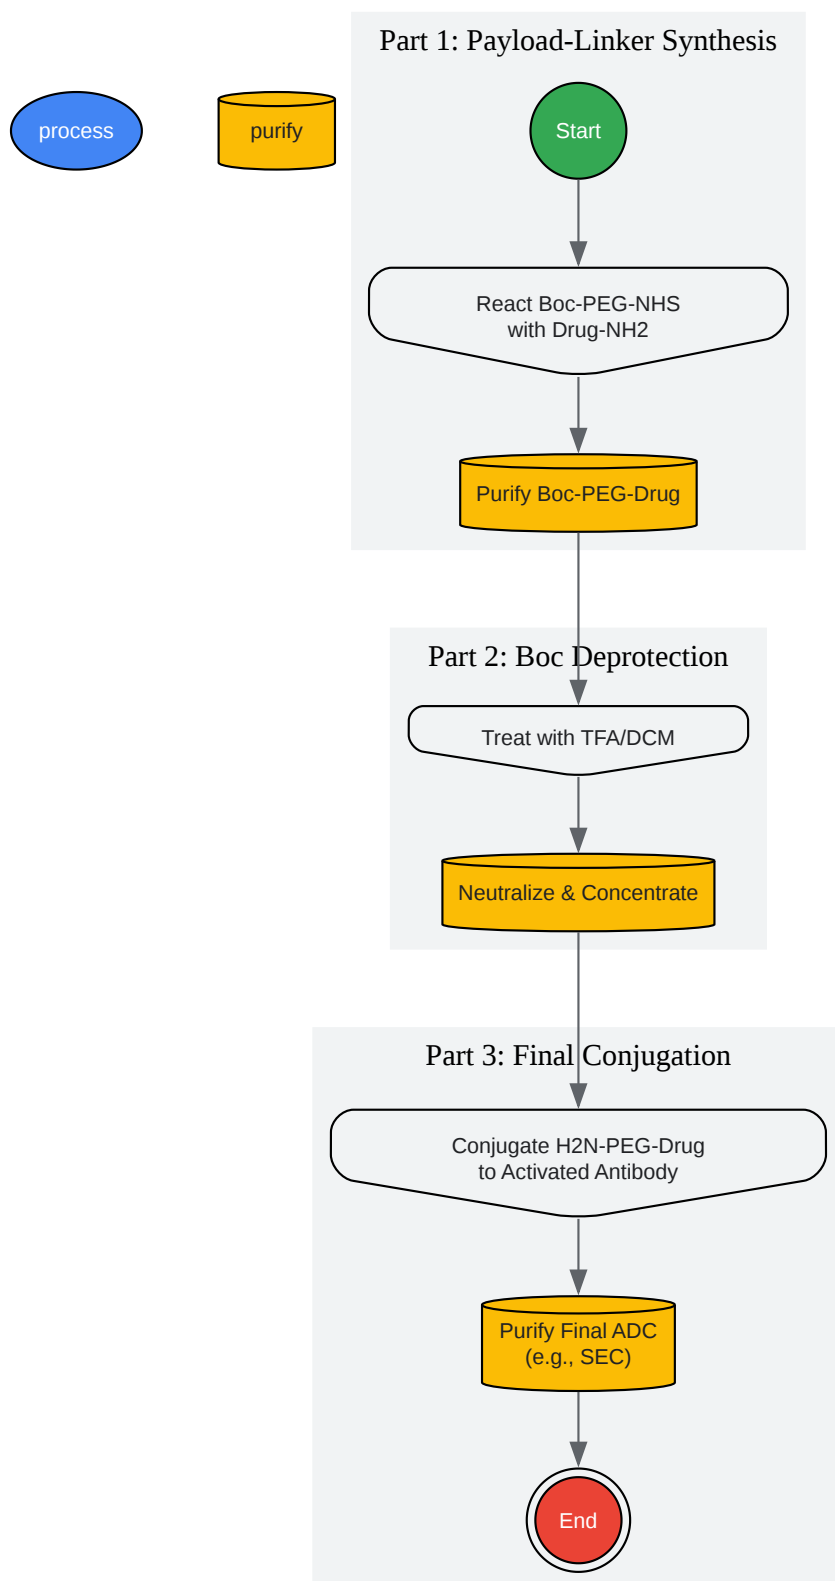 Part 1: Payload-Linker Synthesis
process
purify
Start
React Boc-PEG-NHS
with Drug-NH2
Purify Boc-PEG-Drug
Part 2: Boc Deprotection
Treat with TFA/DCM
Neutralize & Concentrate
Part 3: Final Conjugation
Conjugate H2N-PEG-Drug
to Activated Antibody
Purify Final ADC
(e.g., SEC)
End